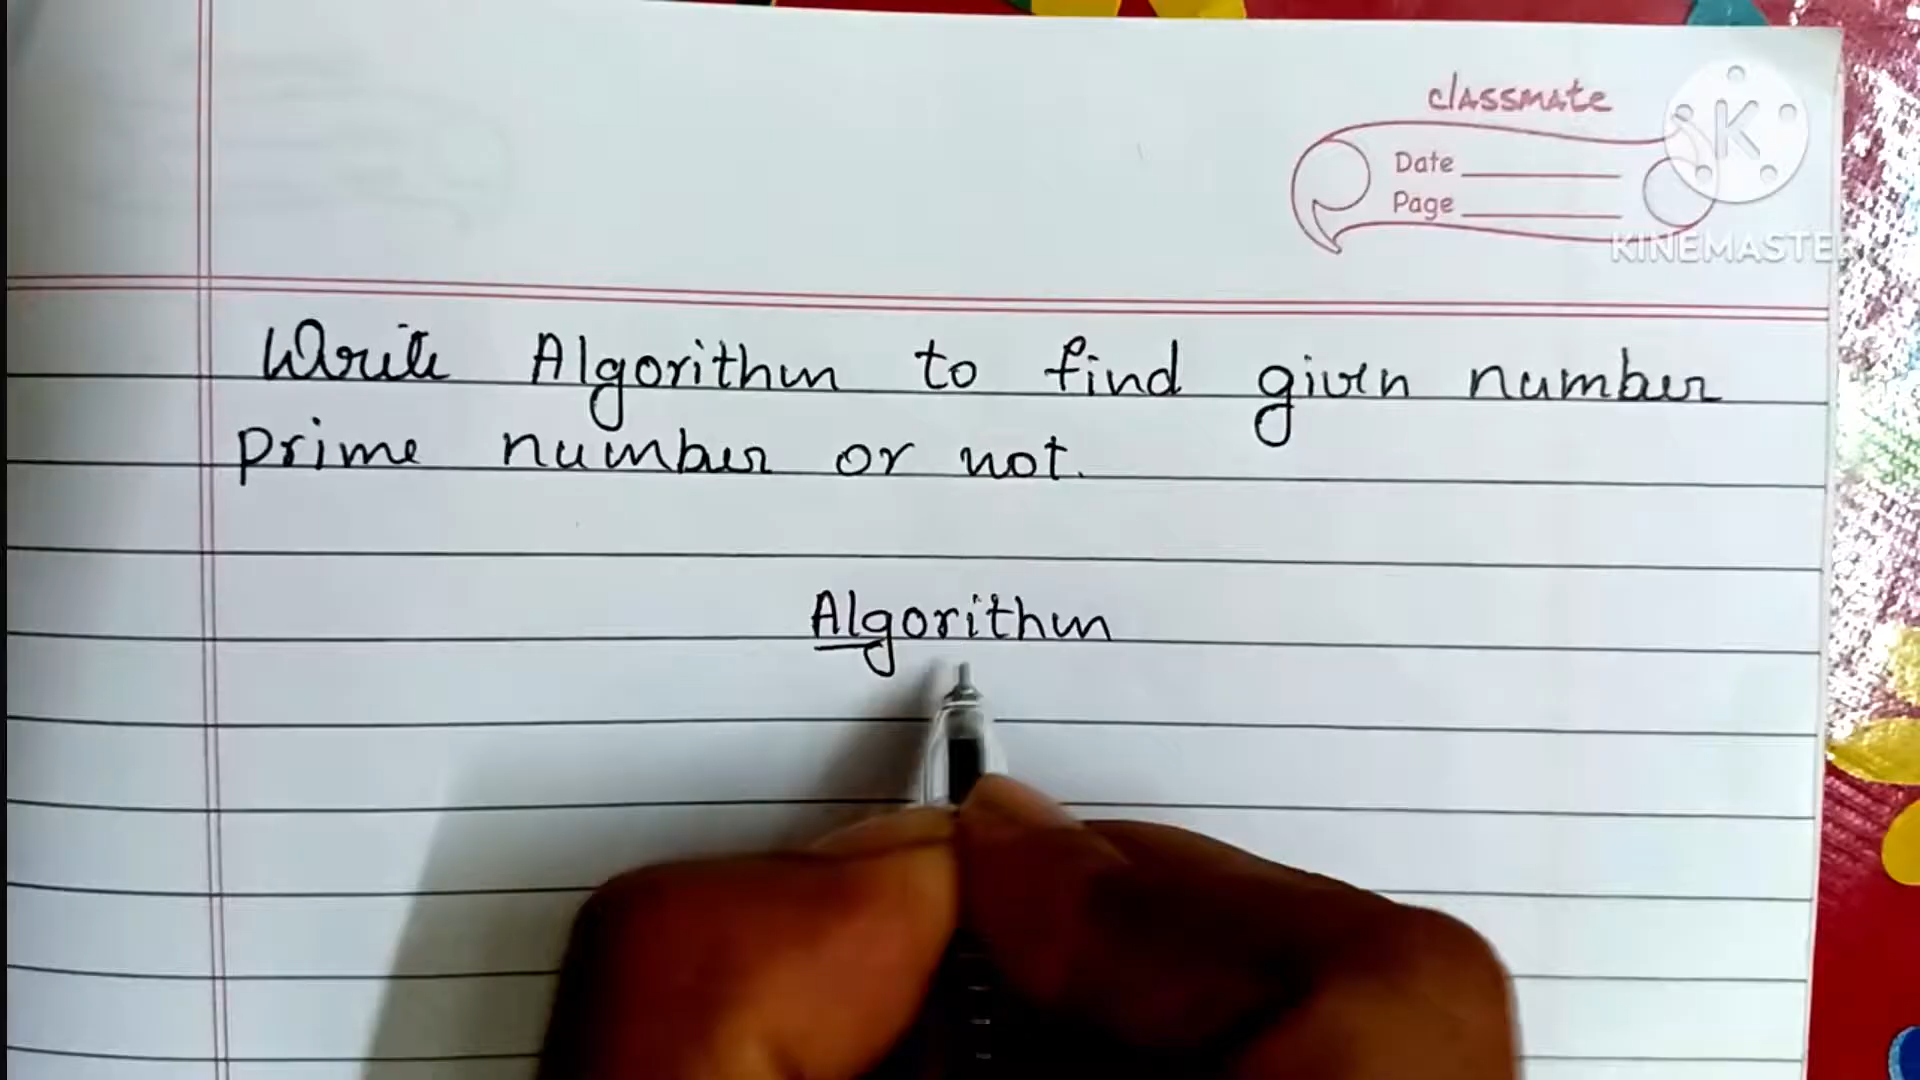 classmate
Date
Page
KINEMASTER
Write Algorithm to find given number
prime number or not.
Algorithm